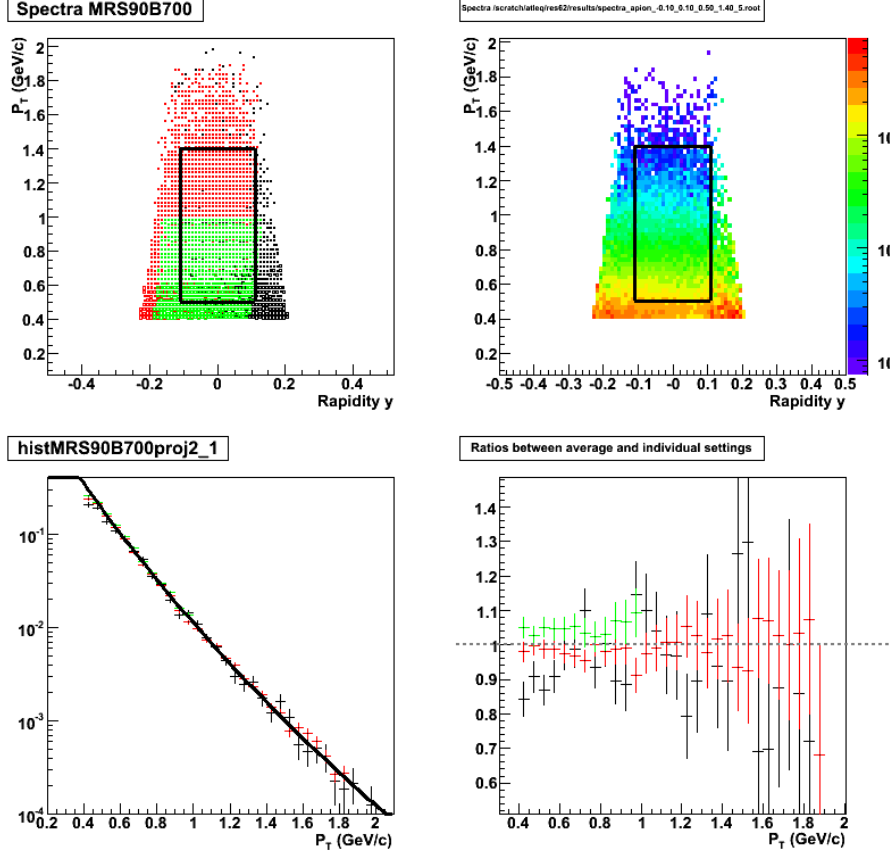 Spectra MRS90B700
P_T (GeV/c)
2
1.8
1.6
1.4
1.2
1
0.8
0.6
0.4
0.2
-0.4 -0.2 0 0.2 0.4
Rapidity y
Spectra /scratch/atleq/res62/results/spectra_apion_-0.10_0.10_0.50_1.40_5.root
P_T (GeV/c)
2
1.8
1.6
1.4
1.2
1
0.8
0.6
0.4
0.2
-0.5 -0.4 -0.3 -0.2 -0.1 -0 0.1 0.2 0.3 0.4 0.5
Rapidity y
10
10
10
histMRS90B700proj2_1
10^-1
10^-2
10^-3
10^-4
0.2 0.4 0.6 0.8 1 1.2 1.4 1.6 1.8 2
P_T (GeV/c)
Ratios between average and individual settings
1.4
1.3
1.2
1.1
1
0.9
0.8
0.7
0.6
0.4 0.6 0.8 1 1.2 1.4 1.6 1.8 2
P_T (GeV/c)